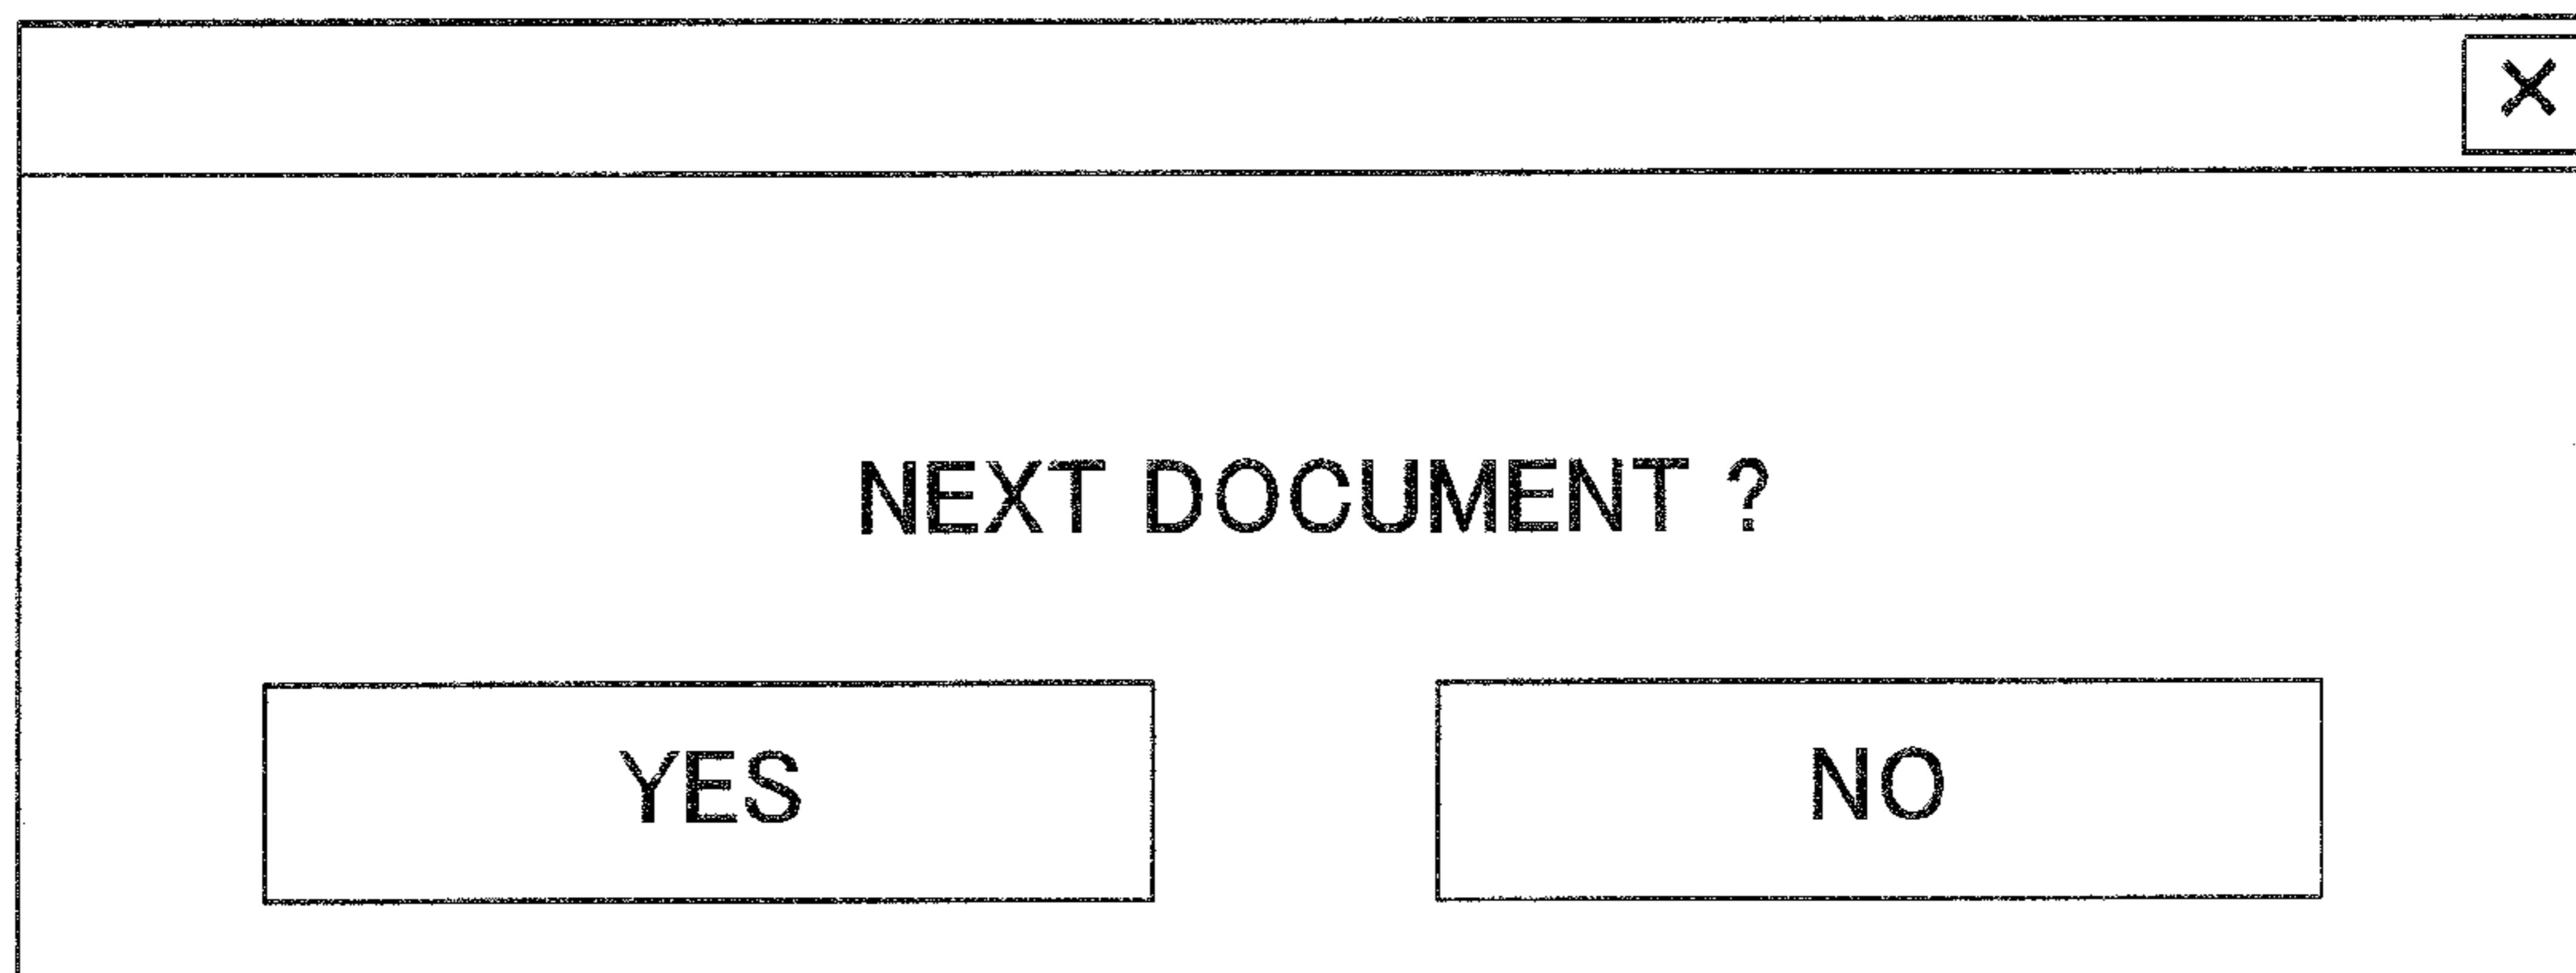 ×
NEXT DOCUMENT ?
YES
NO